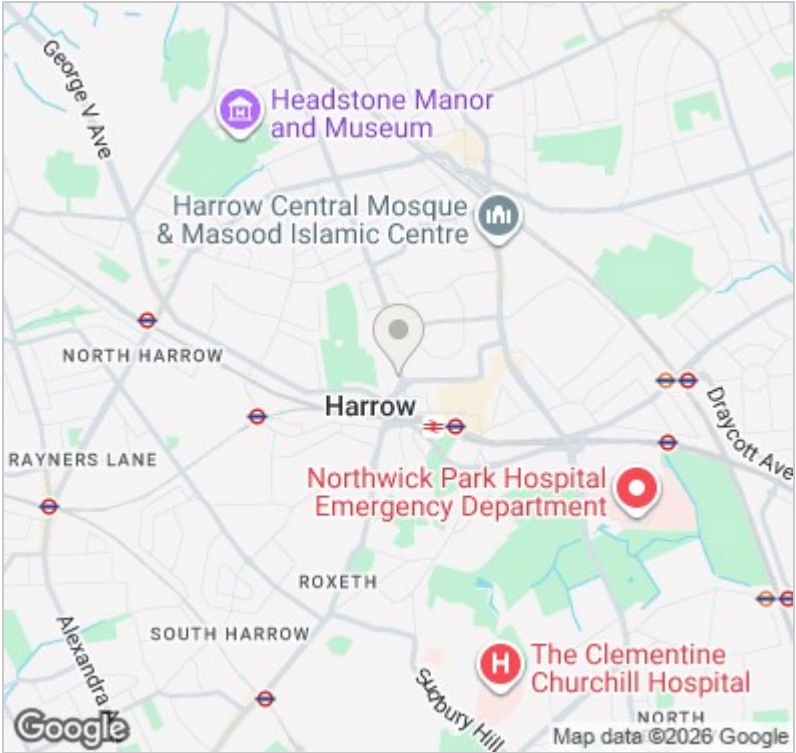 George V Ave
Headstone Manor
and Museum
Harrow Central Mosque
& Masood Islamic Centre
NORTH HARROW
Harrow
Draycott Ave
RAYNERS LANE
Northwick Park Hospital
Emergency Department
ROXETH
SOUTH HARROW
Alexandra A
H
The Clementine
Churchill Hospital
Sudbury Hill
NORTH
Google
Map data ©2026 Google